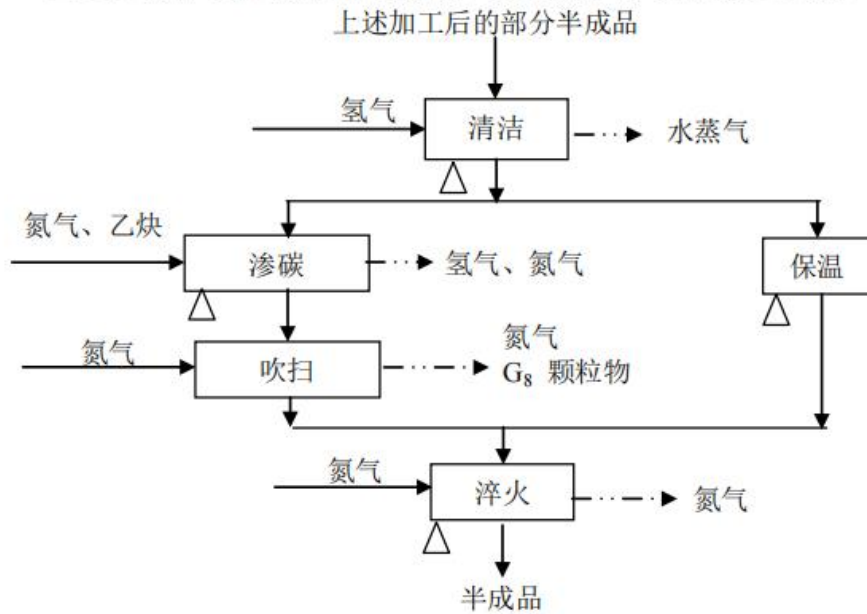 上述加工后的部分半成品
氢气
清洁
水蒸气
氮气、乙炔
渗碳
氢气、氮气
保温
氮气
吹扫
氮气
G₈ 颗粒物
氮气
淬火
氮气
半成品